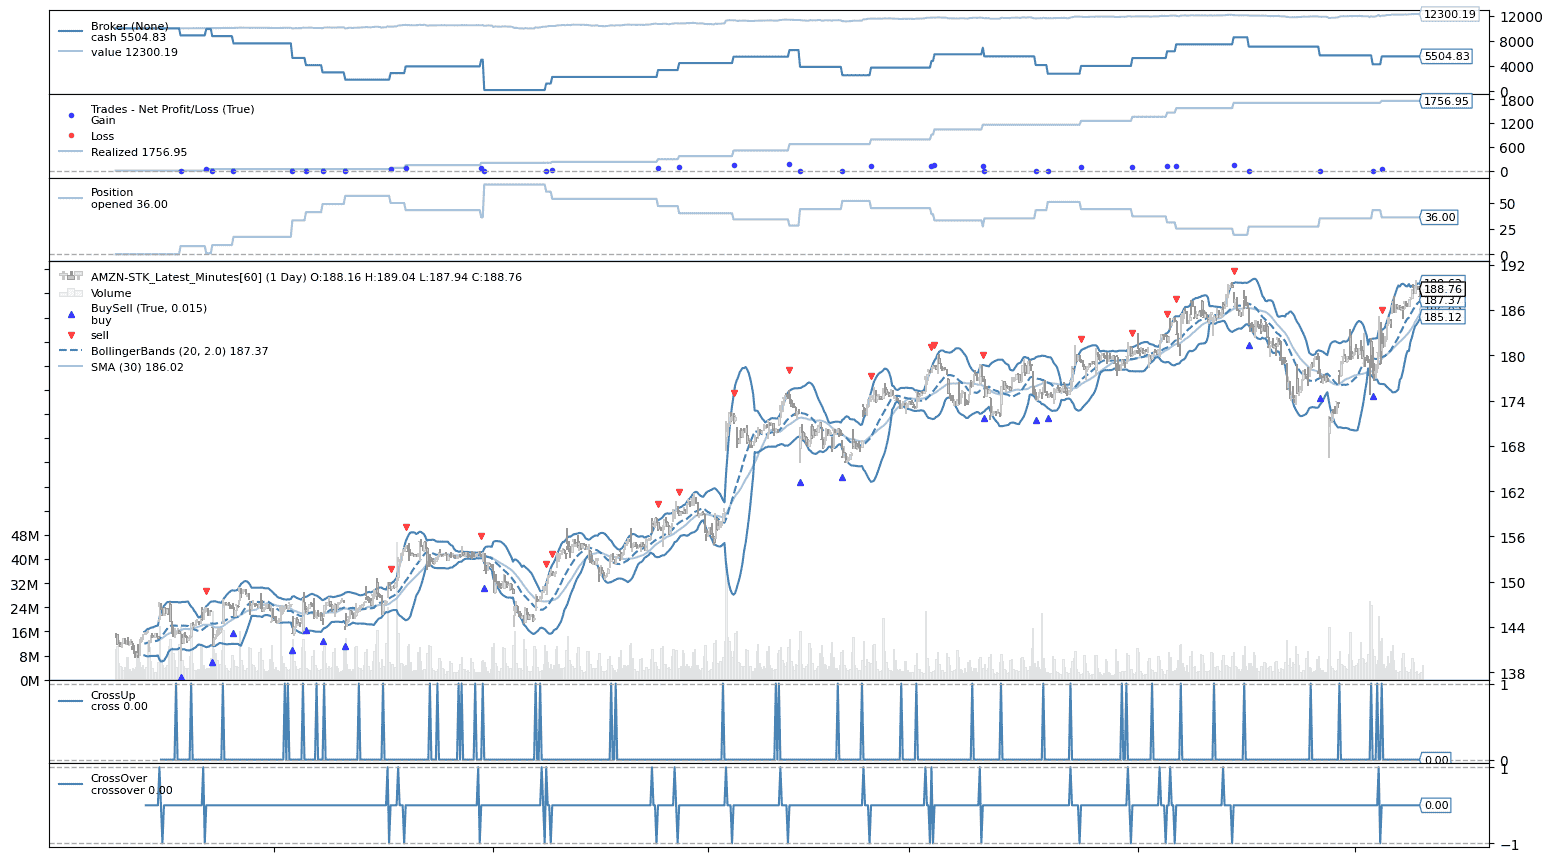 Broker (None)
cash 5504.83
value 12300.19
12300.19
12000
8000
5504.83
4000
0
Trades - Net Profit/Loss (True)
Gain
Loss
Realized 1756.95
1756.95
1800
1200
600
0
Position
opened 36.00
50
36.00
25
0
AMZN-STK_Latest_Minutes[60] (1 Day) O:188.16 H:189.04 L:187.94 C:188.76
Volume
BuySell (True, 0.015)
buy
sell
BollingerBands (20, 2.0) 187.37
SMA (30) 186.02
192
188.76
187.37
186
185.12
180
174
168
162
156
150
144
138
48M
40M
32M
24M
16M
8M
0M
CrossUp
cross 0.00
1
0.00
0
CrossOver
crossover 0.00
1
0.00
−1